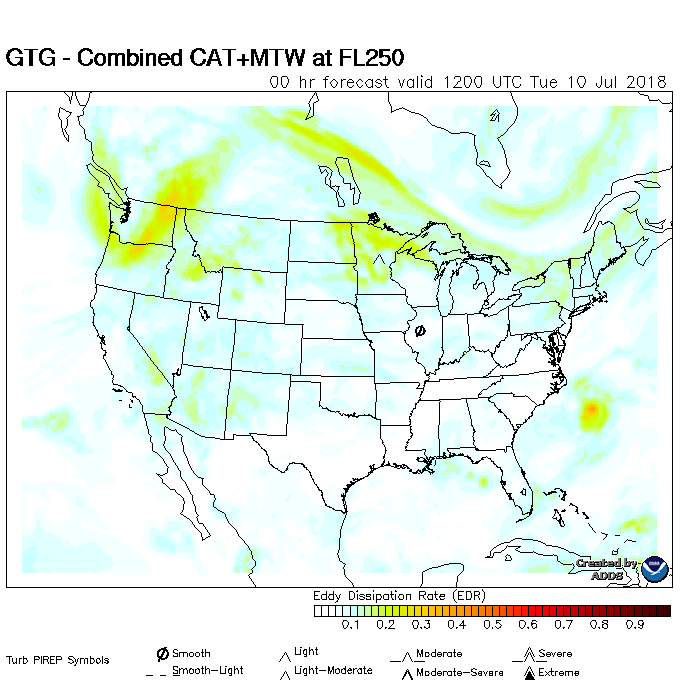 GTG - Combined CAT+MTW at FL250
00 hr forecast valid 1200 UTC Tue 10 Jul 2018
Created by
ADDS
Eddy Dissipation Rate (EDR)
0.1 0.2 0.3 0.4 0.5 0.6 0.7 0.8 0.9
Turb PIREP Symbols
Smooth Light Moderate Severe
Smooth-Light Light-Moderate Moderate-Severe Extreme